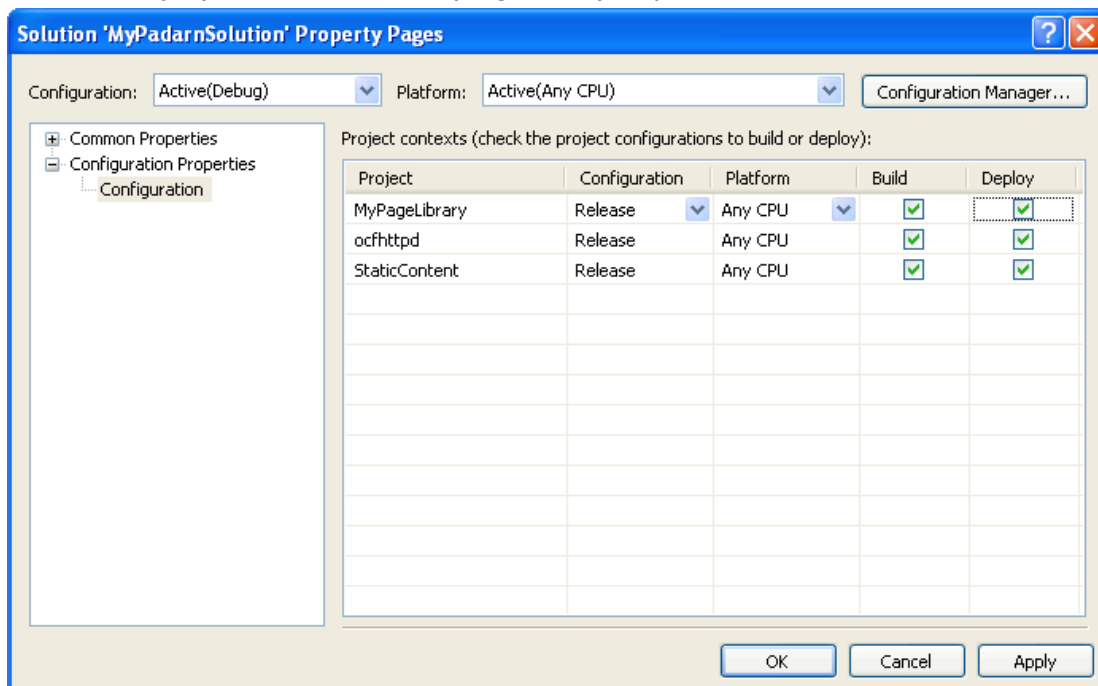 Solution 'MyPadarnSolution' Property Pages
Configuration: Active(Debug) Platform: Active(Any CPU) Configuration Manager...
Common Properties
Configuration Properties
Configuration
Project contexts (check the project configurations to build or deploy):
Project Configuration Platform Build Deploy
MyPageLibrary Release Any CPU
ocfhttpd Release Any CPU
StaticContent Release Any CPU
OK Cancel Apply